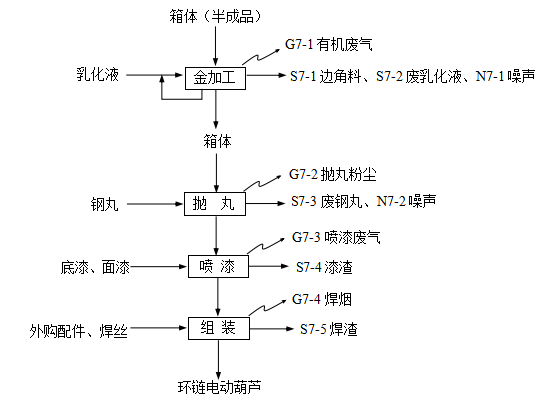 箱体（半成品）
G7-1有机废气
乳化液
金加工
S7-1边角料、S7-2废乳化液、N7-1噪声
箱体
G7-2抛丸粉尘
钢丸
抛 丸
S7-3 废钢丸、N7-2噪声
G7-3喷漆废气
底漆、面漆
喷 漆
S7-4漆渣
G7-4焊烟
外购配件、焊丝
组 装
S7-5焊渣
环链电动葫芦